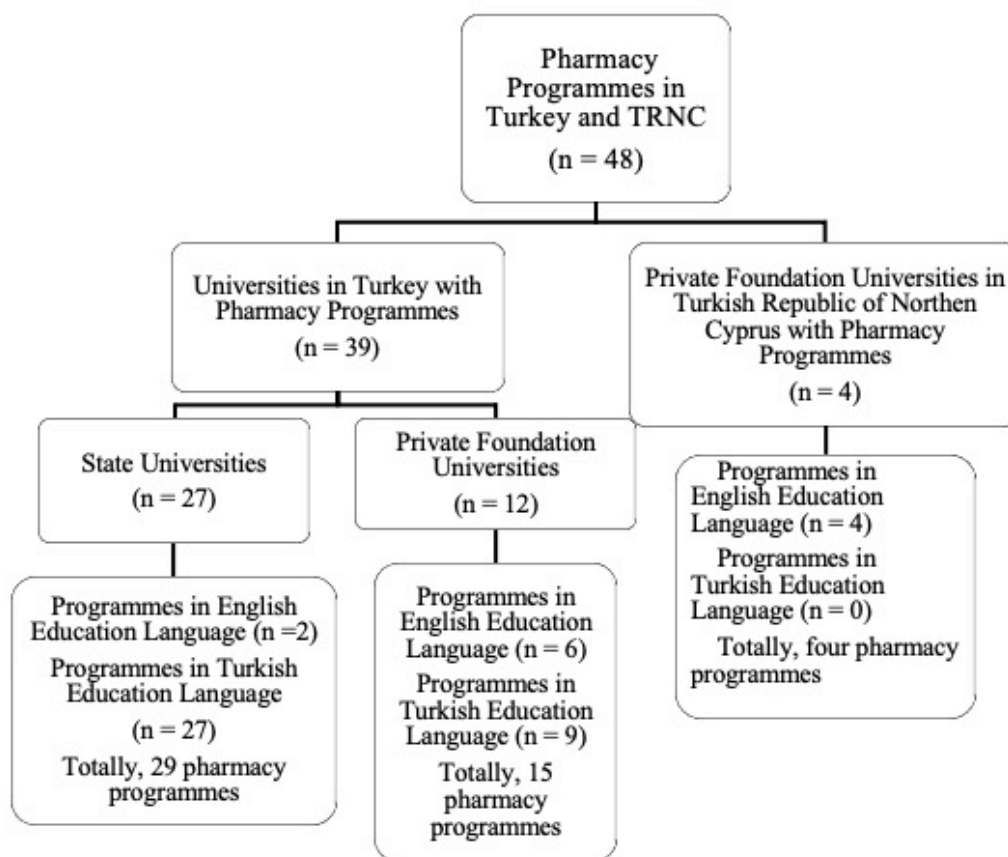 Pharmacy
Programmes in
Turkey and TRNC
(n = 48)
Universities in Turkey with
Pharmacy Programmes
(n = 39)
Private Foundation Universities in
Turkish Republic of Northen
Cyprus with Pharmacy
Programmes
(n = 4)
State Universities
(n = 27)
Private Foundation
Universities
(n = 12)
Programmes in
English Education
Language (n = 4)
Programmes in
Turkish Education
Language (n = 0)
Totally, four pharmacy
programmes
Programmes in English
Education Language (n =2)
Programmes in Turkish
Education Language
(n = 27)
Totally, 29 pharmacy
programmes
Programmes in
English Education
Language (n = 6)
Programmes in
Turkish Education
Language (n = 9)
Totally, 15
pharmacy
programmes